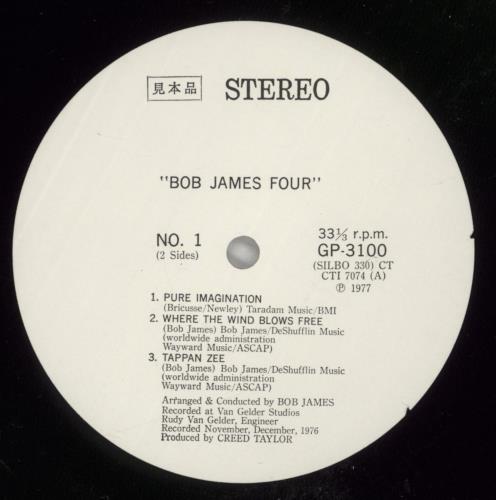 見本品 STEREO
"BOB JAMES FOUR"
NO. 1
(2 Sides)
33⅓ r.p.m.
GP-3100
(SILBO 330) CT
CTI 7074 (A)
Ⓟ 1977
1. PURE IMAGINATION
(Bricusse/Newley) Taradam Music/BMI
2. WHERE THE WIND BLOWS FREE
(Bob James) Bob James/DeShufflin Music
(worldwide administration
Wayward Music/ASCAP)
3. TAPPAN ZEE
(Bob James) Bob James/DeShufflin Music
(worldwide administration
Wayward Music/ASCAP)
Arranged & Conducted by BOB JAMES
Recorded at Van Gelder Studios
Rudy Van Gelder, Engineer
Recorded November, December, 1976
Produced by CREED TAYLOR